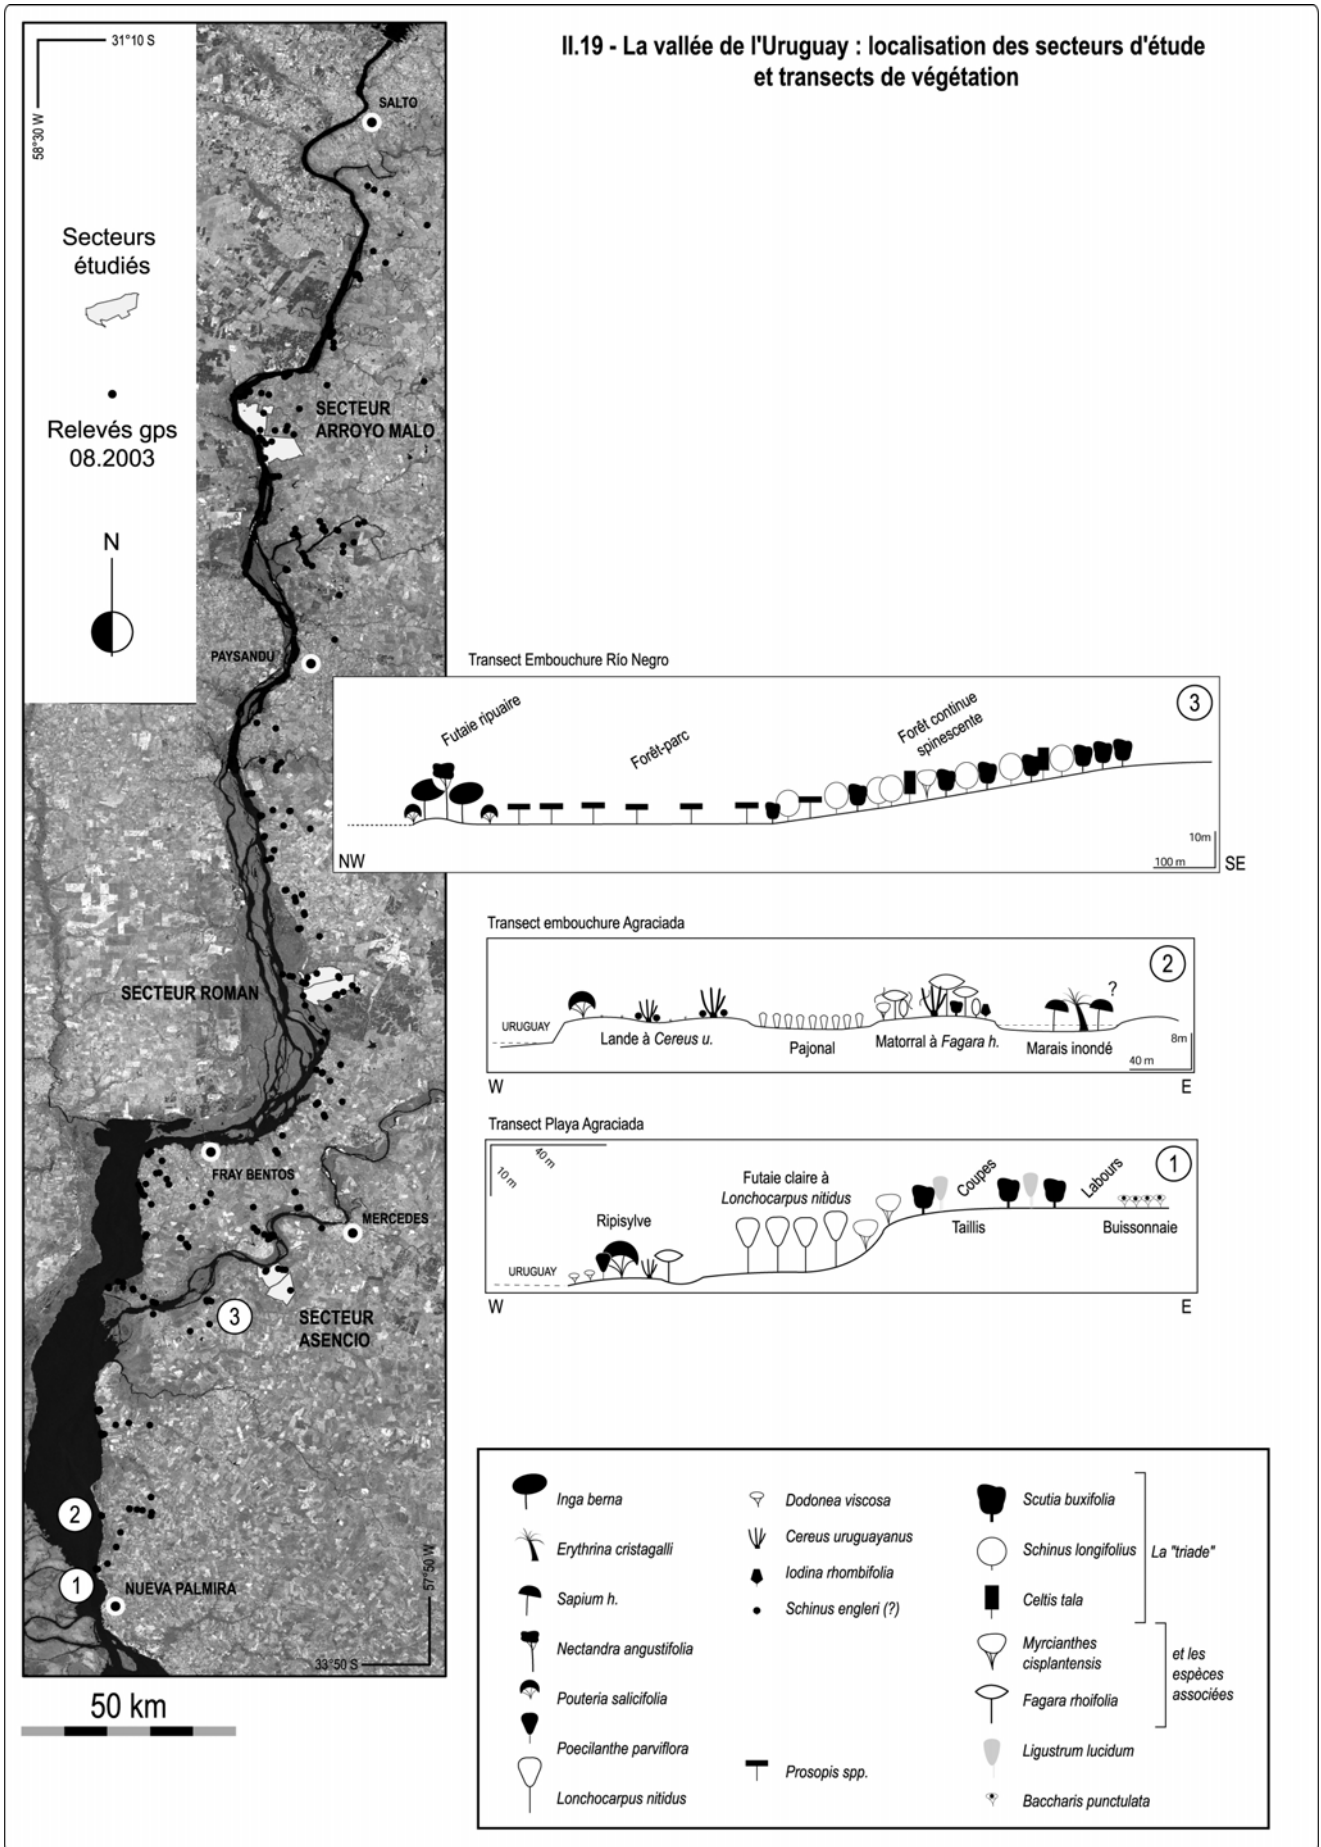 II.19 - La vallée de l'Uruguay : localisation des secteurs d'étude
et transects de végétation
31°10 S
58°30 W
SALTO
Secteurs
étudiés
Relevés gps
08.2003
N
SECTEUR
ARROYO MALO
PAYSANDU
SECTEUR ROMAN
FRAY BENTOS
MERCEDES
3
SECTEUR
ASENCIO
2
1
NUEVA PALMIRA
57°50 W
33°50 S
50 km
Transect Embouchure Río Negro
3
Futaie ripuaire
Forêt-parc
Forêt continue
spinescente
10m
100 m
NW
SE
Transect embouchure Agraciada
2
?
URUGUAY
Lande à Cereus u.
Pajonal
Matorral à Fagara h.
Marais inondé
8m
40 m
W
E
Transect Playa Agraciada
40 m
10 m
1
Futaie claire à
Lonchocarpus nitidus
Coupes
Labours
Ripisylve
Taillis
Buissonnaie
URUGUAY
W
E
Inga berna
Erythrina cristagalli
Sapium h.
Nectandra angustifolia
Pouteria salicifolia
Poecilanthe parviflora
Lonchocarpus nitidus
Dodonea viscosa
Cereus uruguayanus
Iodina rhombifolia
Schinus engleri (?)
Prosopis spp.
Scutia buxifolia
Schinus longifolius
Celtis tala
La "triade"
Myrcianthes
cisplantensis
Fagara rhoifolia
et les
espèces
associées
Ligustrum lucidum
Baccharis punctulata